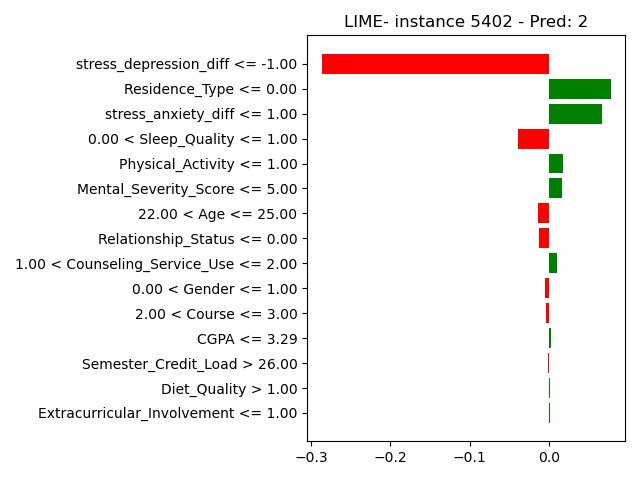 LIME- instance 5402 - Pred: 2
stress_depression_diff <= -1.00
Residence_Type <= 0.00
stress_anxiety_diff <= 1.00
0.00 < Sleep_Quality <= 1.00
Physical_Activity <= 1.00
Mental_Severity_Score <= 5.00
22.00 < Age <= 25.00
Relationship_Status <= 0.00
1.00 < Counseling_Service_Use <= 2.00
0.00 < Gender <= 1.00
2.00 < Course <= 3.00
CGPA <= 3.29
Semester_Credit_Load > 26.00
Diet_Quality > 1.00
Extracurricular_Involvement <= 1.00
−0.3 −0.2 −0.1 0.0